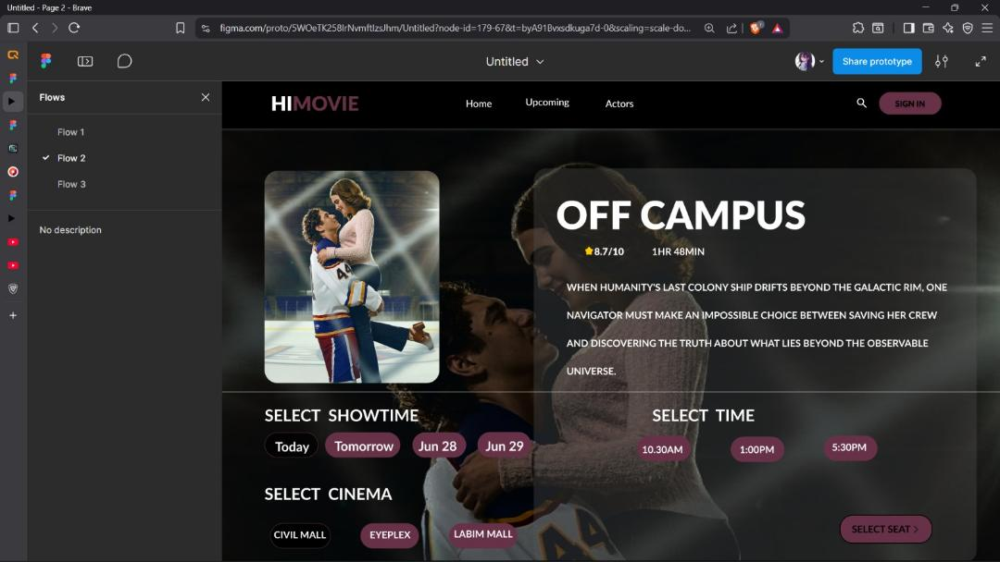 Untitled - Page 2 - Brave
figma.com/proto/5WOeTK258IrNvmftIzsJhm/Untitled?node-id=179-67&t=byA91Bvxsdkuga7d-0&scaling=scale-do...
Untitled
Share prototype
Flows
Flow 1
Flow 2
Flow 3
No description
HIMOVIE
Home
Upcoming
Actors
SIGN IN
OFF CAMPUS
8.7/10
1HR 48MIN
WHEN HUMANITY'S LAST COLONY SHIP DRIFTS BEYOND THE GALACTIC RIM, ONE
NAVIGATOR MUST MAKE AN IMPOSSIBLE CHOICE BETWEEN SAVING HER CREW
AND DISCOVERING THE TRUTH ABOUT WHAT LIES BEYOND THE OBSERVABLE
UNIVERSE.
SELECT SHOWTIME
Today
Tomorrow
Jun 28
Jun 29
SELECT TIME
10.30AM
1:00PM
5:30PM
SELECT CINEMA
CIVIL MALL
EYEPLEX
LABIM MALL
SELECT SEAT >
44
44